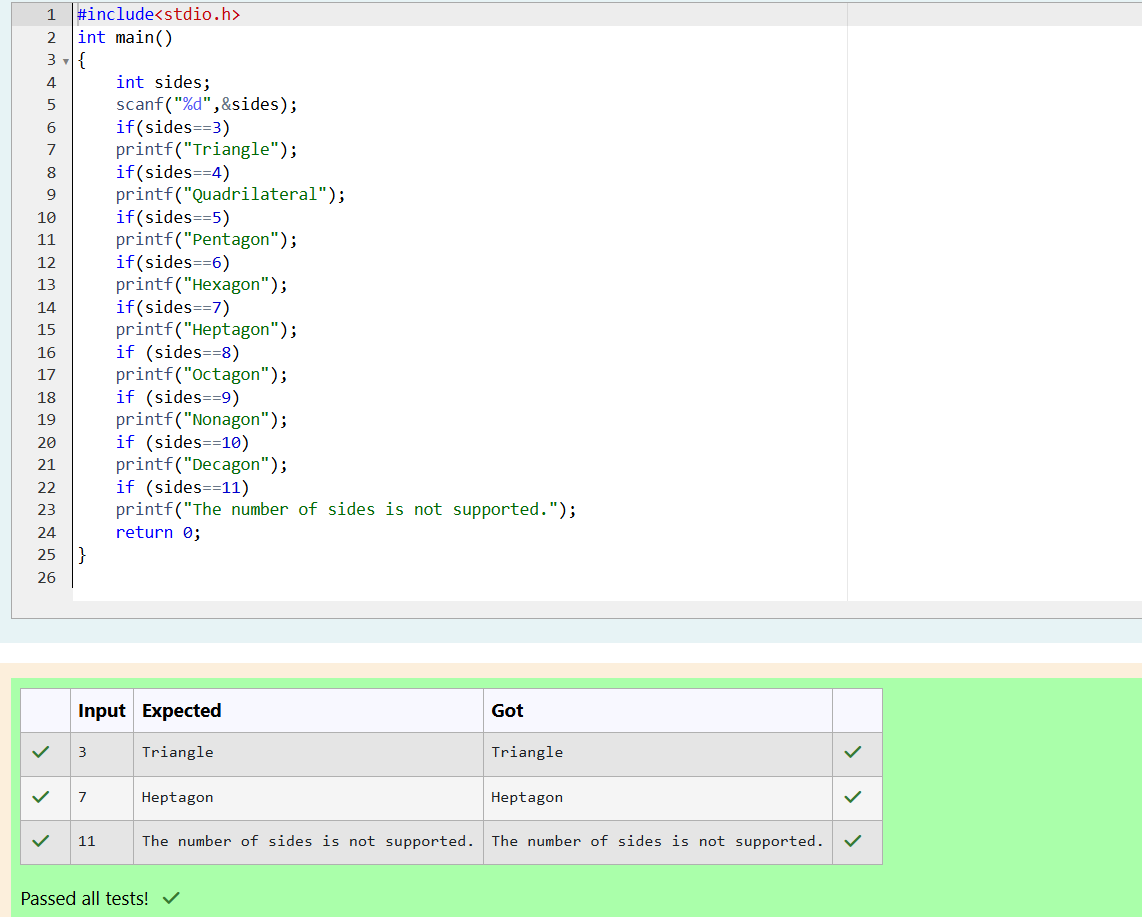 1 #include<stdio.h>
2 int main()
3 {
4     int sides;
5     scanf("%d",&sides);
6     if(sides==3)
7     printf("Triangle");
8     if(sides==4)
9     printf("Quadrilateral");
10     if(sides==5)
11     printf("Pentagon");
12     if(sides==6)
13     printf("Hexagon");
14     if(sides==7)
15     printf("Heptagon");
16     if (sides==8)
17     printf("Octagon");
18     if (sides==9)
19     printf("Nonagon");
20     if (sides==10)
21     printf("Decagon");
22     if (sides==11)
23     printf("The number of sides is not supported.");
24     return 0;
25 }
26
Input Expected Got
3 Triangle Triangle
7 Heptagon Heptagon
11 The number of sides is not supported. The number of sides is not supported.
Passed all tests!